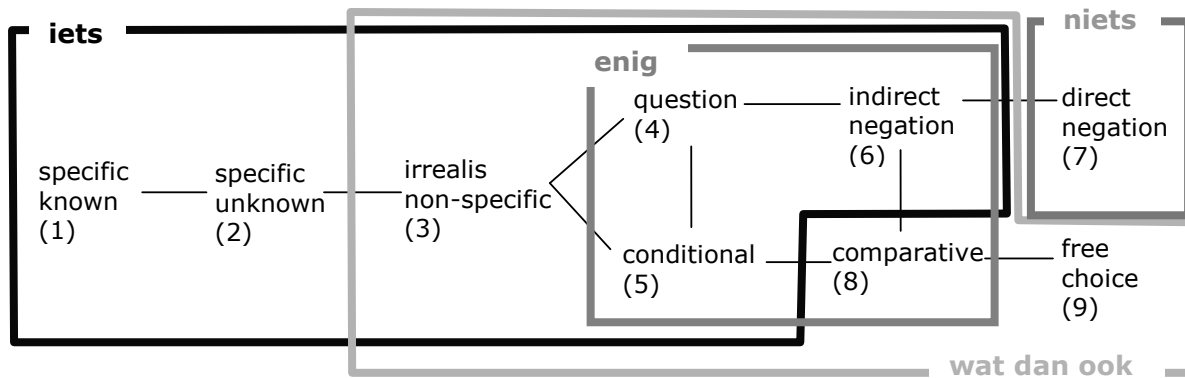 iets
niets
enig
question
(4)
indirect
negation
(6)
direct
negation
(7)
specific
known
(1)
specific
unknown
(2)
irrealis
non-specific
(3)
conditional
(5)
comparative
(8)
free
choice
(9)
wat dan ook